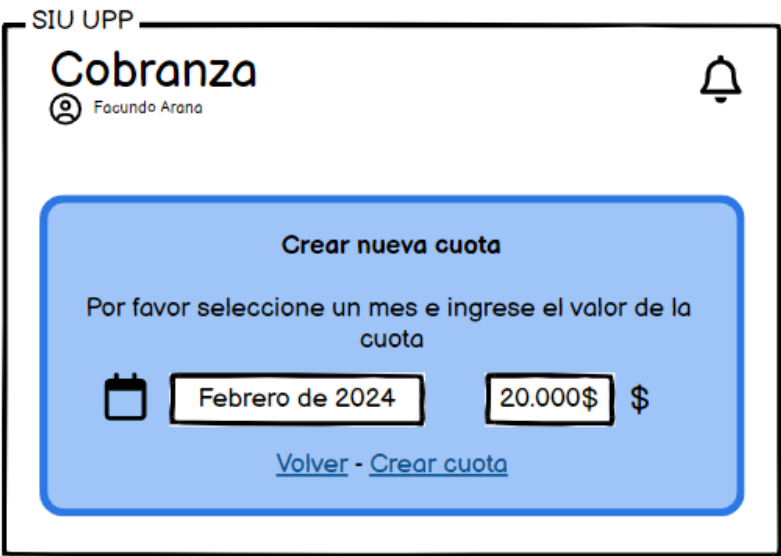 SIU UPP
Cobranza
Facundo Arana
Crear nueva cuota
Por favor seleccione un mes e ingrese el valor de la
cuota
Febrero de 2024 20.000$ $
Volver - Crear cuota